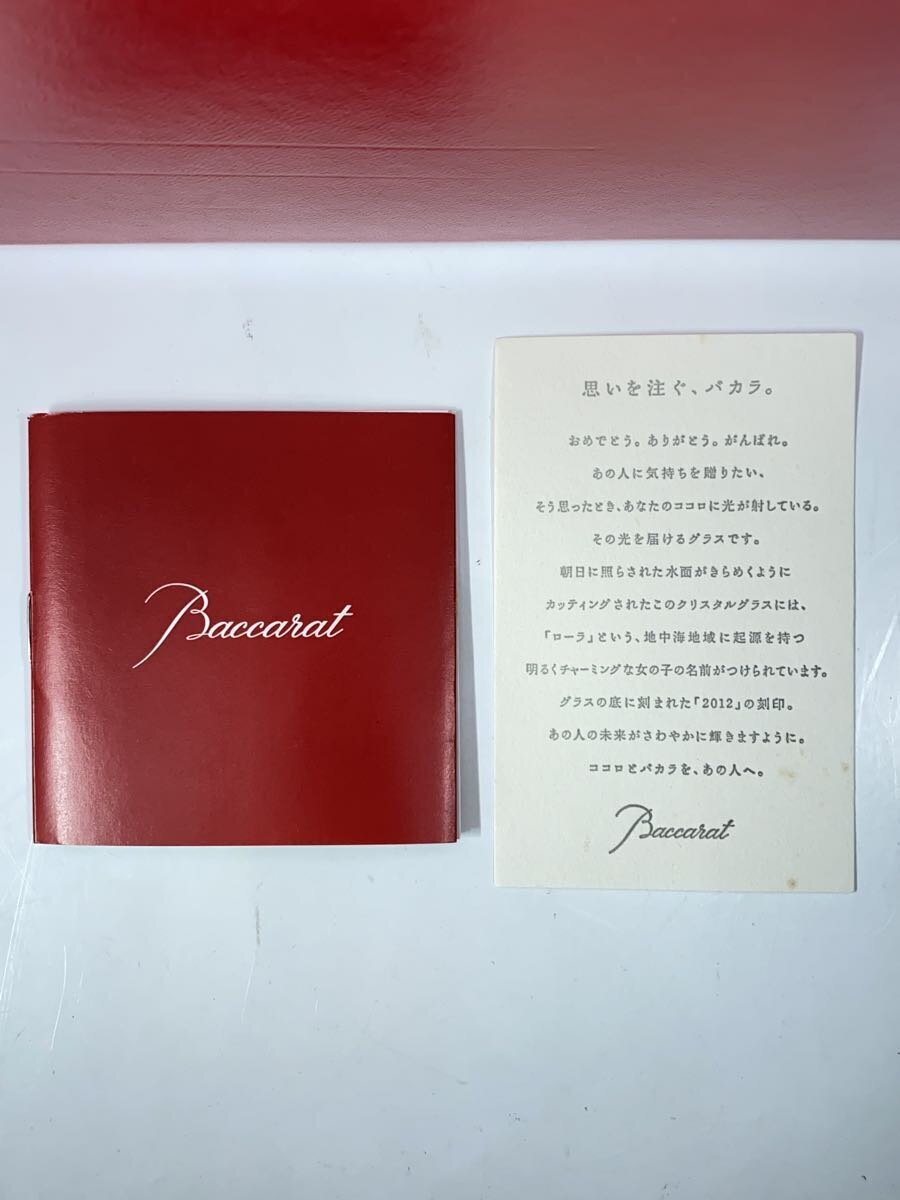 Baccarat
思いを注ぐ、バカラ。
おめでとう。ありがとう。がんばれ。
あの人に気持ちを贈りたい、
そう思ったとき、あなたのココロに光が射している。
その光を届けるグラスです。
朝日に照らされた水面がきらめくように
カッティングされたこのクリスタルグラスには、
「ローラ」という、地中海地域に起源を持つ
明るくチャーミングな女の子の名前がつけられています。
グラスの底に刻まれた「2012」の刻印。
あの人の未来がさわやかに輝きますように。
ココロとバカラを、あの人へ。
Baccarat